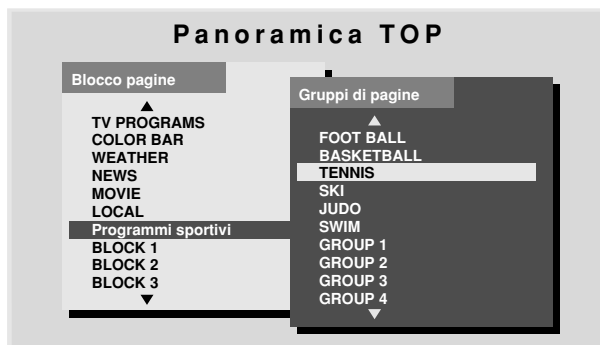 Panoramica TOP
Blocco pagine
TV PROGRAMS
COLOR BAR
WEATHER
NEWS
MOVIE
LOCAL
Programmi sportivi
BLOCK 1
BLOCK 2
BLOCK 3
Gruppi di pagine
FOOT BALL
BASKETBALL
TENNIS
SKI
JUDO
SWIM
GROUP 1
GROUP 2
GROUP 3
GROUP 4